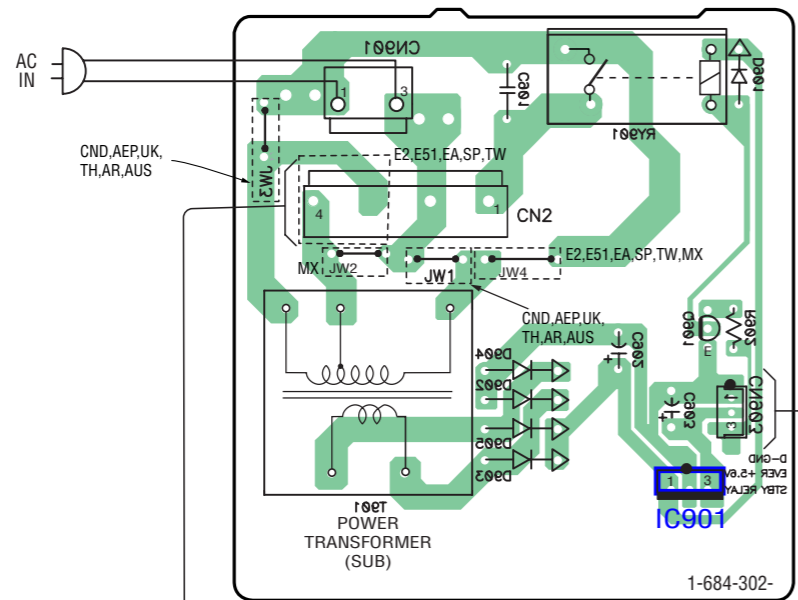 AC
IN
CN901
1
3
C901
RY901
D901
CND,AEP,UK,
TH,AR,AUS
JW3
E2,E51,EA,SP,TW
4
1
CN2
MX
JW2
JW1
JW4
E2,E51,EA,SP,TW,MX
CND,AEP,UK,
TH,AR,AUS
D904
D902
D905
D903
C902
Q901
E
R902
C903
CN903
1
3
D-GND
EVER +5.6V
STBY RELAY
1
3
IC901
T901
POWER
TRANSFORMER
(SUB)
1-684-302-